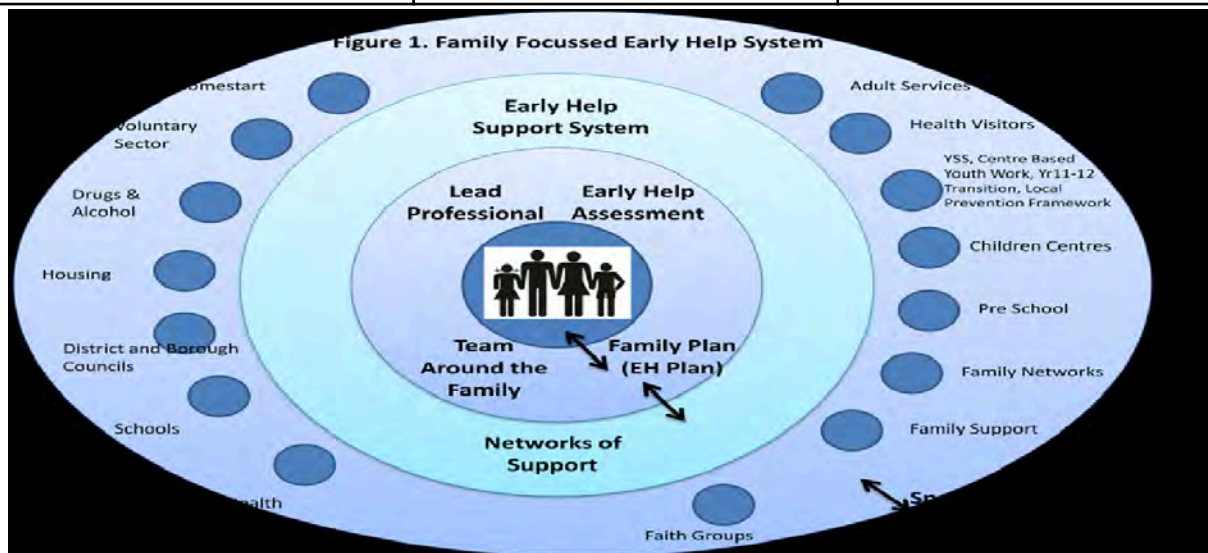 Figure 1. Family Focussed Early Help System
Adult Services
Voluntary
Sector
Health Visitors
Early Help
Support System
YSS, Centre Based
Youth Work, Yr11-12
Transition, Local
Prevention Framework
Drugs &
Alcohol
Lead
Professional
Early Help
Assessment
Children Centres
Housing
Pre School
District and Borough
Councils
Team
Around the
Family
Family Plan
(EH Plan)
Family Networks
Schools
Family Support
Networks of
Support
Faith Groups